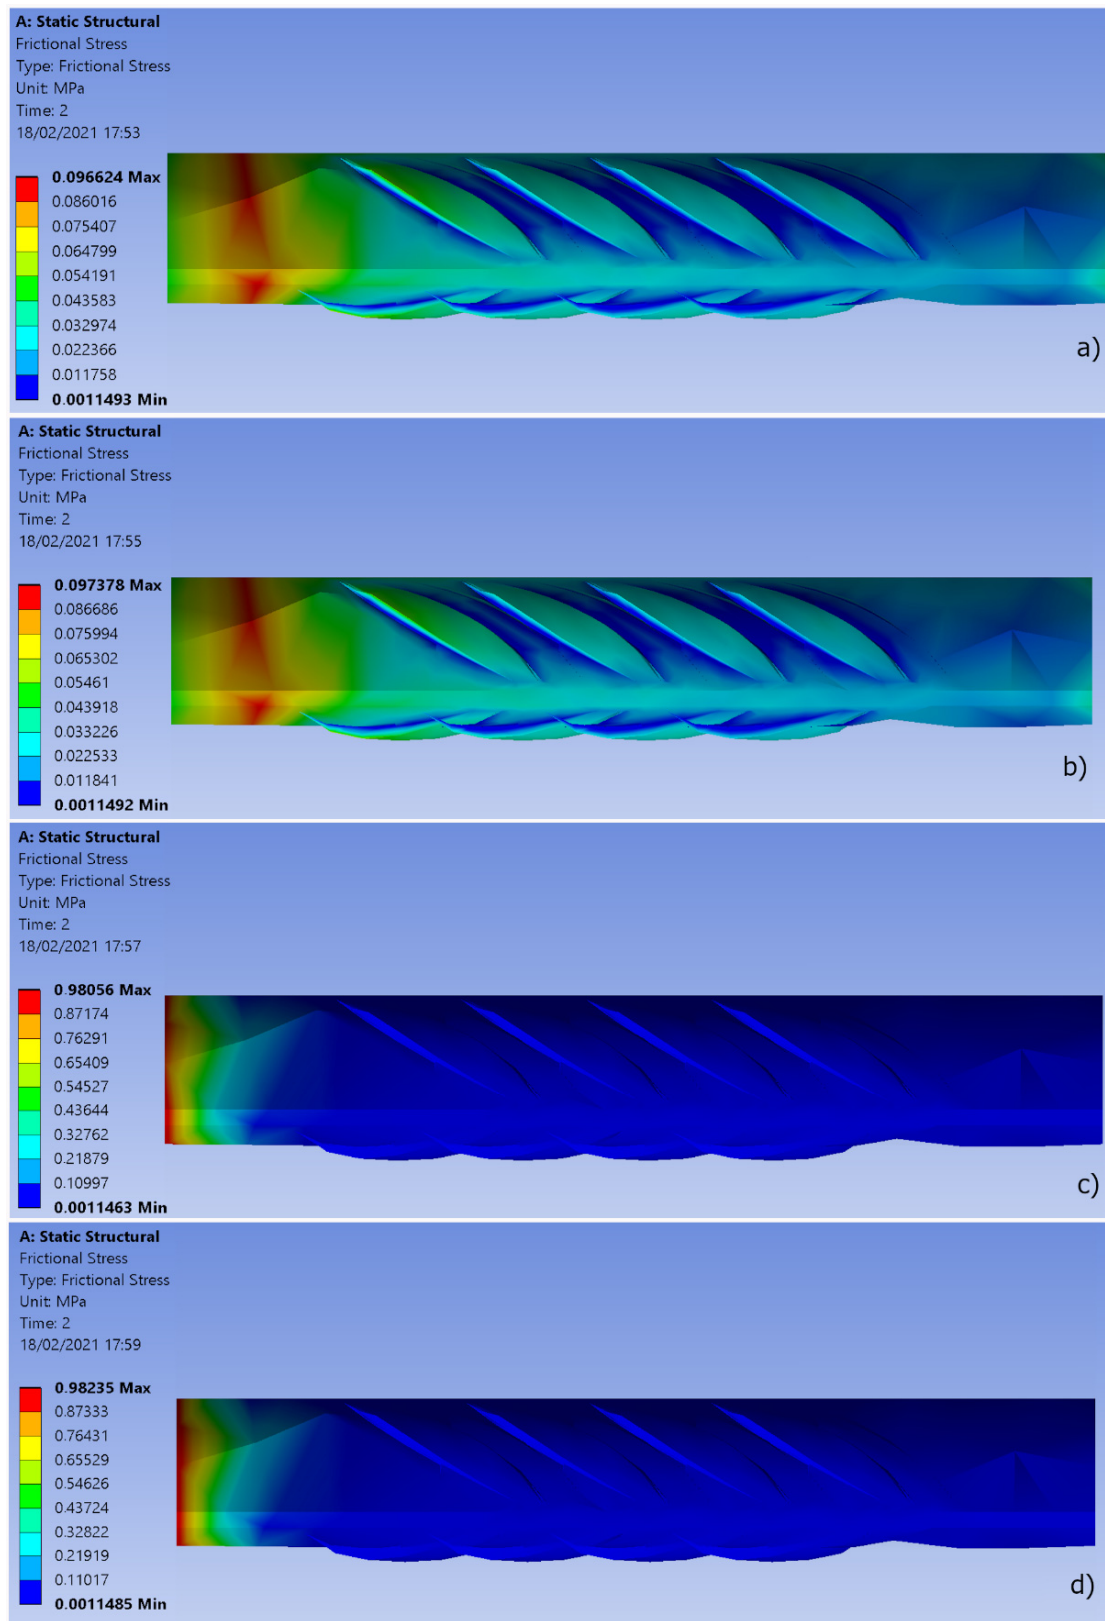 A: Static Structural
Frictional Stress
Type: Frictional Stress
Unit: MPa
Time: 2
18/02/2021 17:53
0.096624 Max
0.086016
0.075407
0.064799
0.054191
0.043583
0.032974
0.022366
0.011758
0.0011493 Min
a)
A: Static Structural
Frictional Stress
Type: Frictional Stress
Unit: MPa
Time: 2
18/02/2021 17:55
0.097378 Max
0.086686
0.075994
0.065302
0.05461
0.043918
0.033226
0.022533
0.011841
0.0011492 Min
b)
A: Static Structural
Frictional Stress
Type: Frictional Stress
Unit: MPa
Time: 2
18/02/2021 17:57
0.98056 Max
0.87174
0.76291
0.65409
0.54527
0.43644
0.32762
0.21879
0.10997
0.0011463 Min
c)
A: Static Structural
Frictional Stress
Type: Frictional Stress
Unit: MPa
Time: 2
18/02/2021 17:59
0.98235 Max
0.87333
0.76431
0.65529
0.54626
0.43724
0.32822
0.21919
0.11017
0.0011485 Min
d)